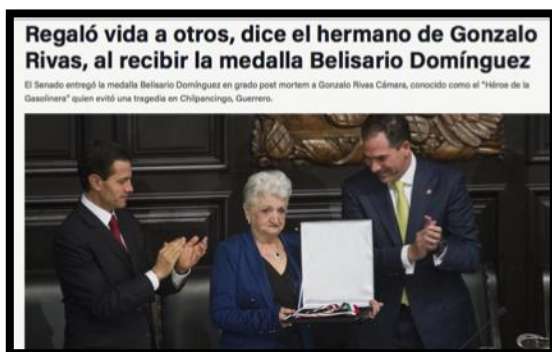 Regaló vida a otros, dice el hermano de Gonzalo
Rivas, al recibir la medalla Belisario Domínguez
El Senado entregó la medalla Belisario Domínguez en grado post mortem a Gonzalo Rivas Cámara, conocido como el "Héroe de la
Gasolinera" quien evitó una tragedia en Chilpancingo, Guerrero.